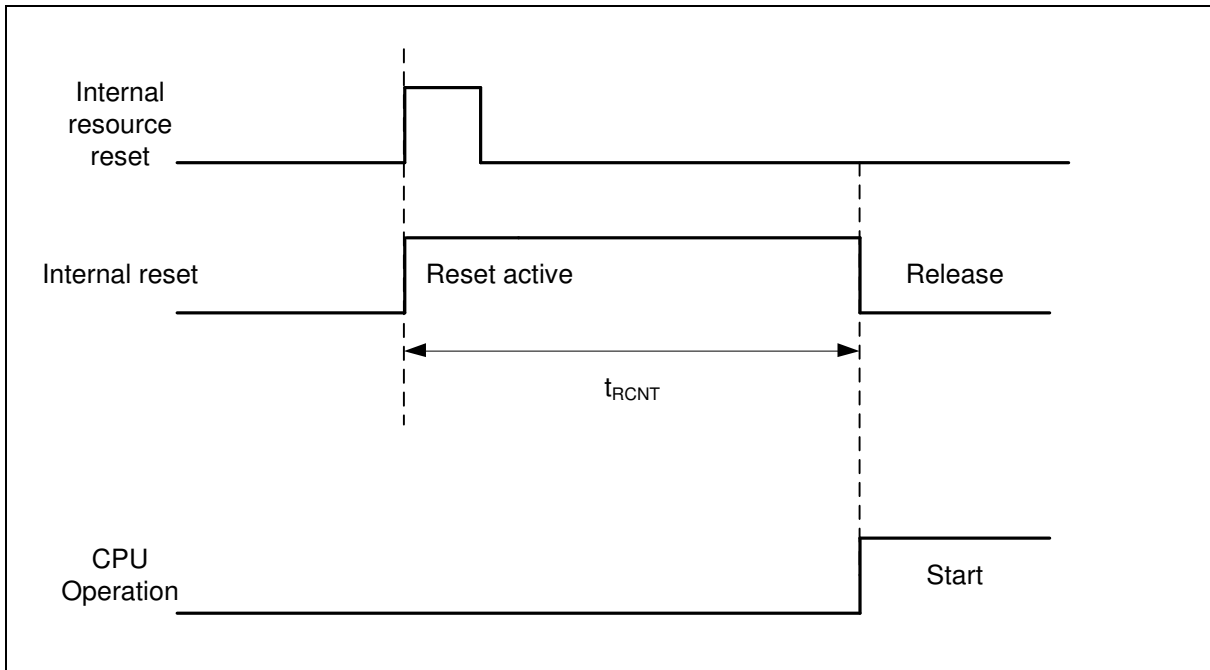 Internal
resource
reset
Internal reset
Reset active
Release
tRCNT
CPU
Operation
Start